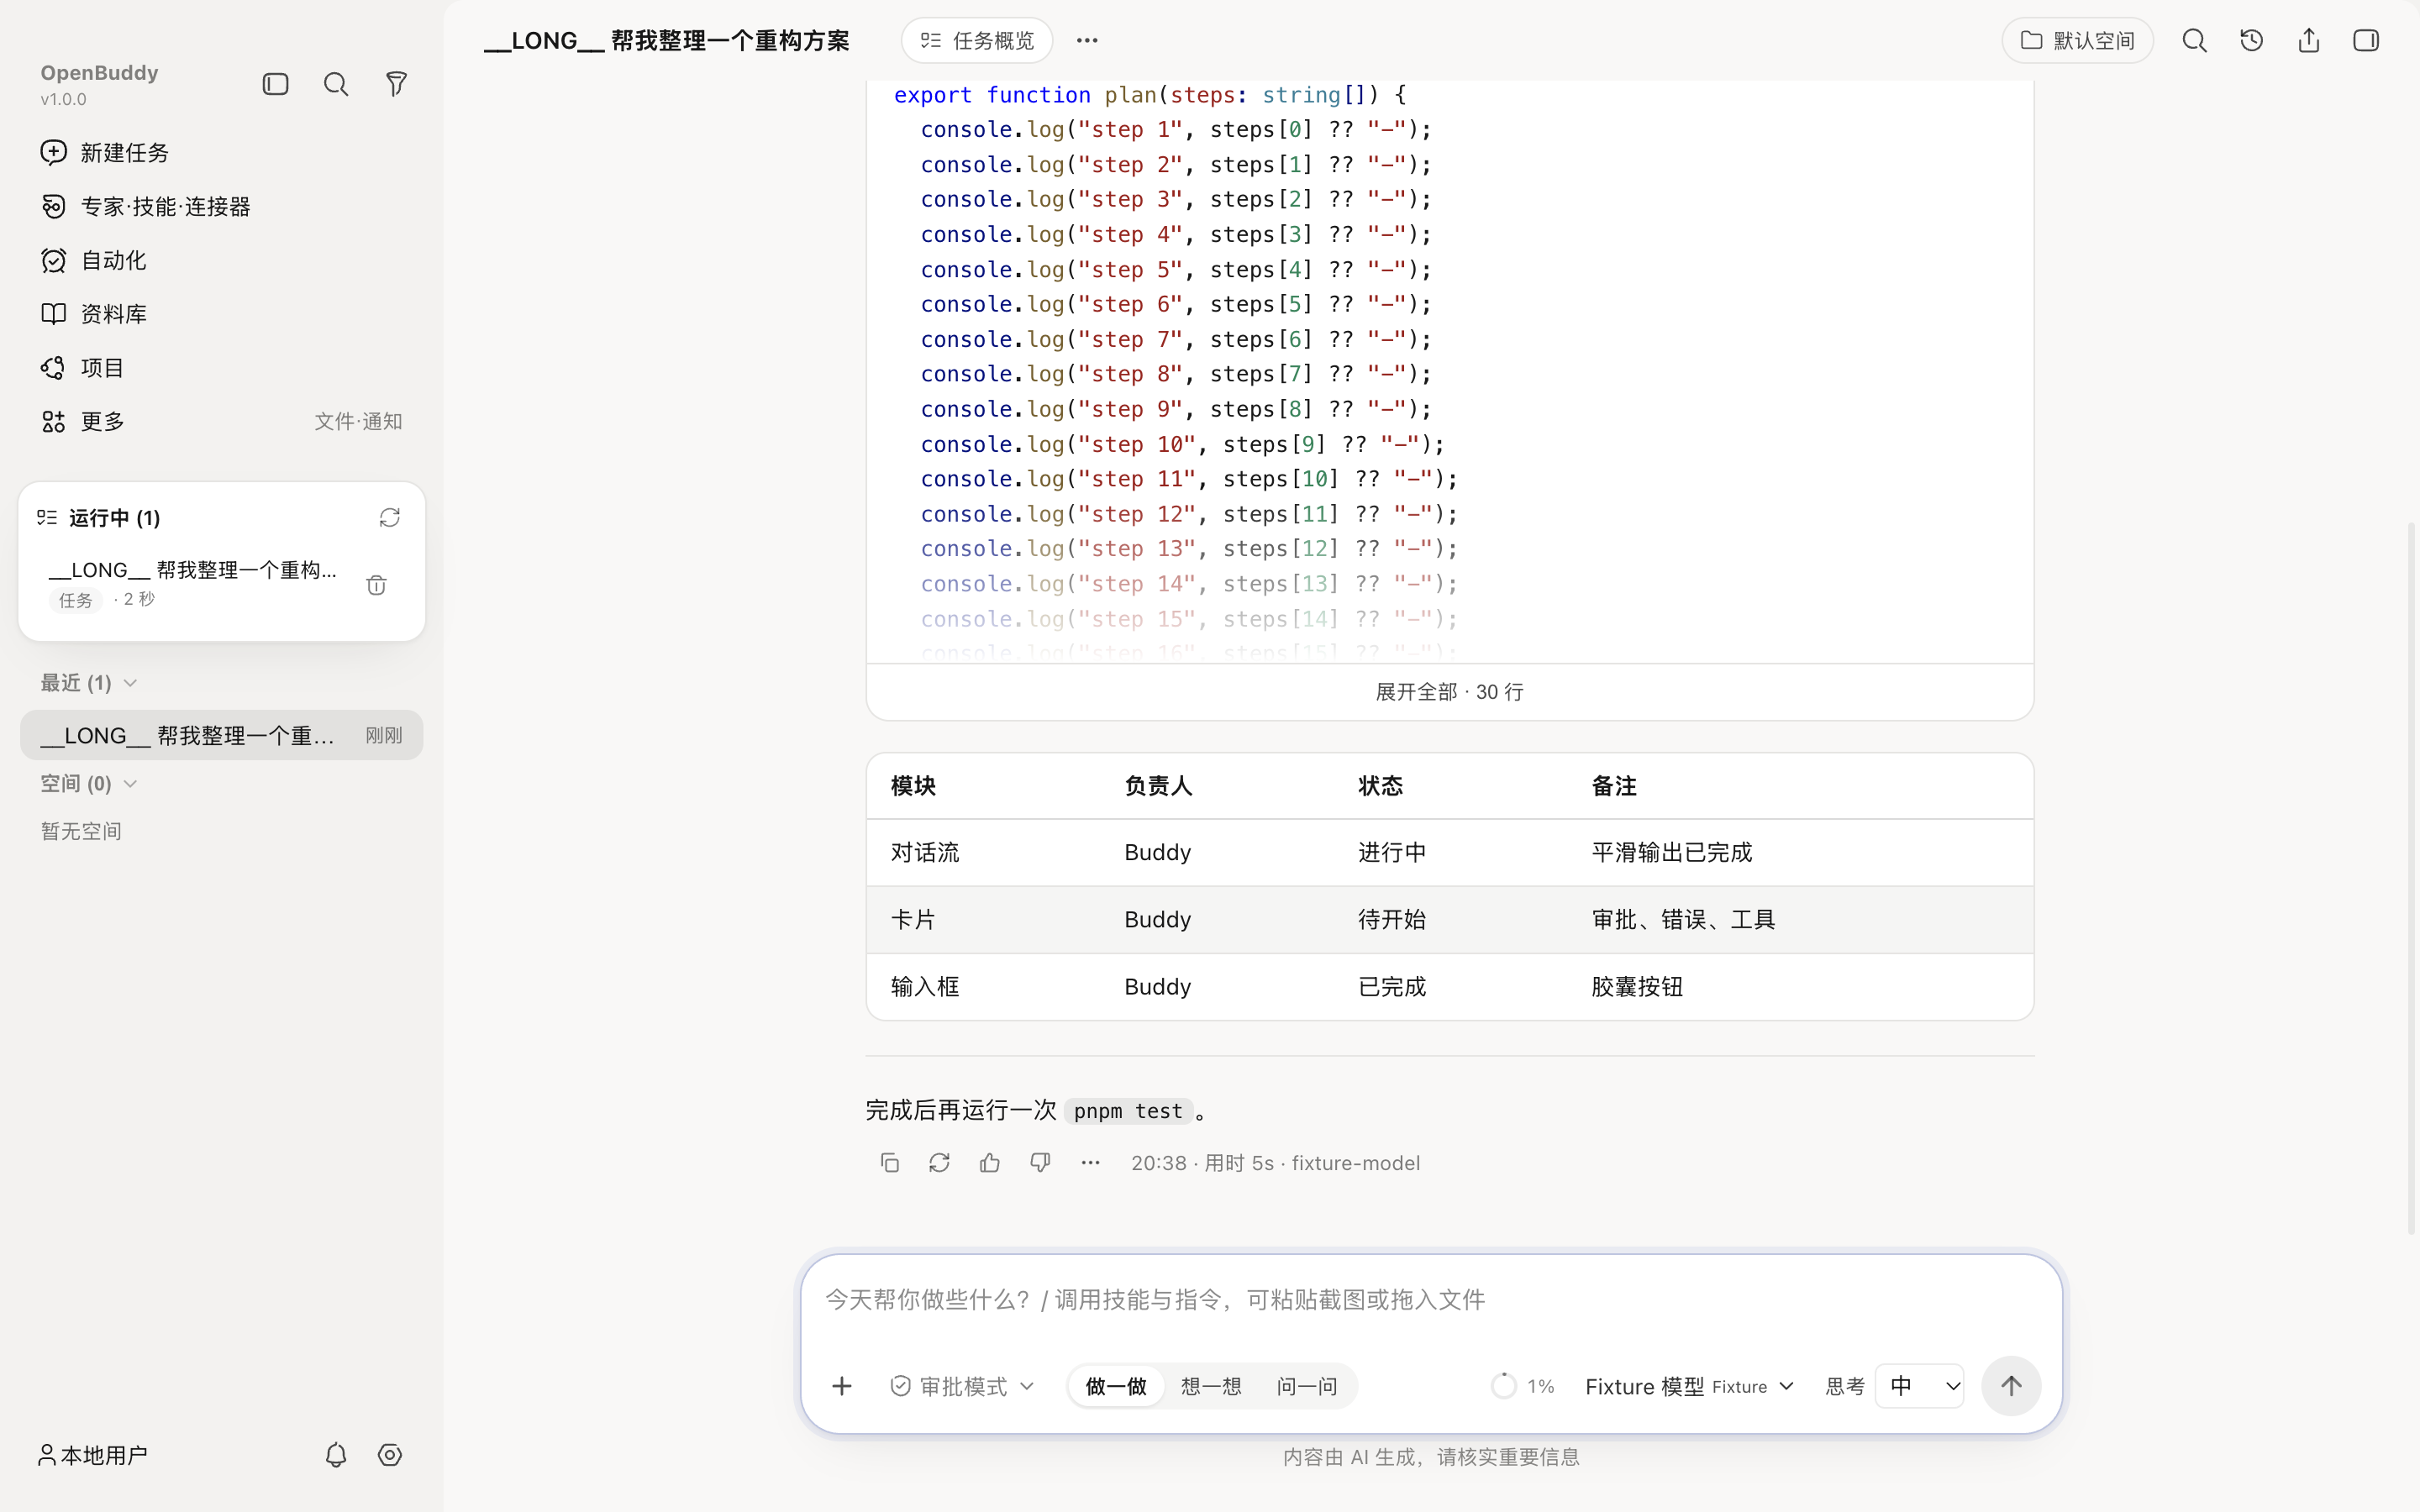 OpenBuddy
v1.0.0
新建任务
专家·技能·连接器
自动化
资料库
项目
更多 文件·通知
运行中 (1)
__LONG__ 帮我整理一个重构...
任务 · 2 秒
最近 (1)
__LONG__ 帮我整理一个重... 刚刚
空间 (0)
暂无空间
本地用户
__LONG__ 帮我整理一个重构方案 任务概览 默认空间
export function plan(steps: string[]) {
console.log("step 1", steps[0] ?? "—");
console.log("step 2", steps[1] ?? "—");
console.log("step 3", steps[2] ?? "—");
console.log("step 4", steps[3] ?? "—");
console.log("step 5", steps[4] ?? "—");
console.log("step 6", steps[5] ?? "—");
console.log("step 7", steps[6] ?? "—");
console.log("step 8", steps[7] ?? "—");
console.log("step 9", steps[8] ?? "—");
console.log("step 10", steps[9] ?? "—");
console.log("step 11", steps[10] ?? "—");
console.log("step 12", steps[11] ?? "—");
console.log("step 13", steps[12] ?? "—");
console.log("step 14", steps[13] ?? "—");
console.log("step 15", steps[14] ?? "—");
console.log("step 16", steps[15] ?? "—");
展开全部 · 30 行
模块 负责人 状态 备注
对话流 Buddy 进行中 平滑输出已完成
卡片 Buddy 待开始 审批、错误、工具
输入框 Buddy 已完成 胶囊按钮
完成后再运行一次 pnpm test 。
20:38 · 用时 5s · fixture-model
今天帮你做些什么？/ 调用技能与指令，可粘贴截图或拖入文件
审批模式 做一做 想一想 问一问 1% Fixture 模型 Fixture 思考 中
内容由 AI 生成，请核实重要信息